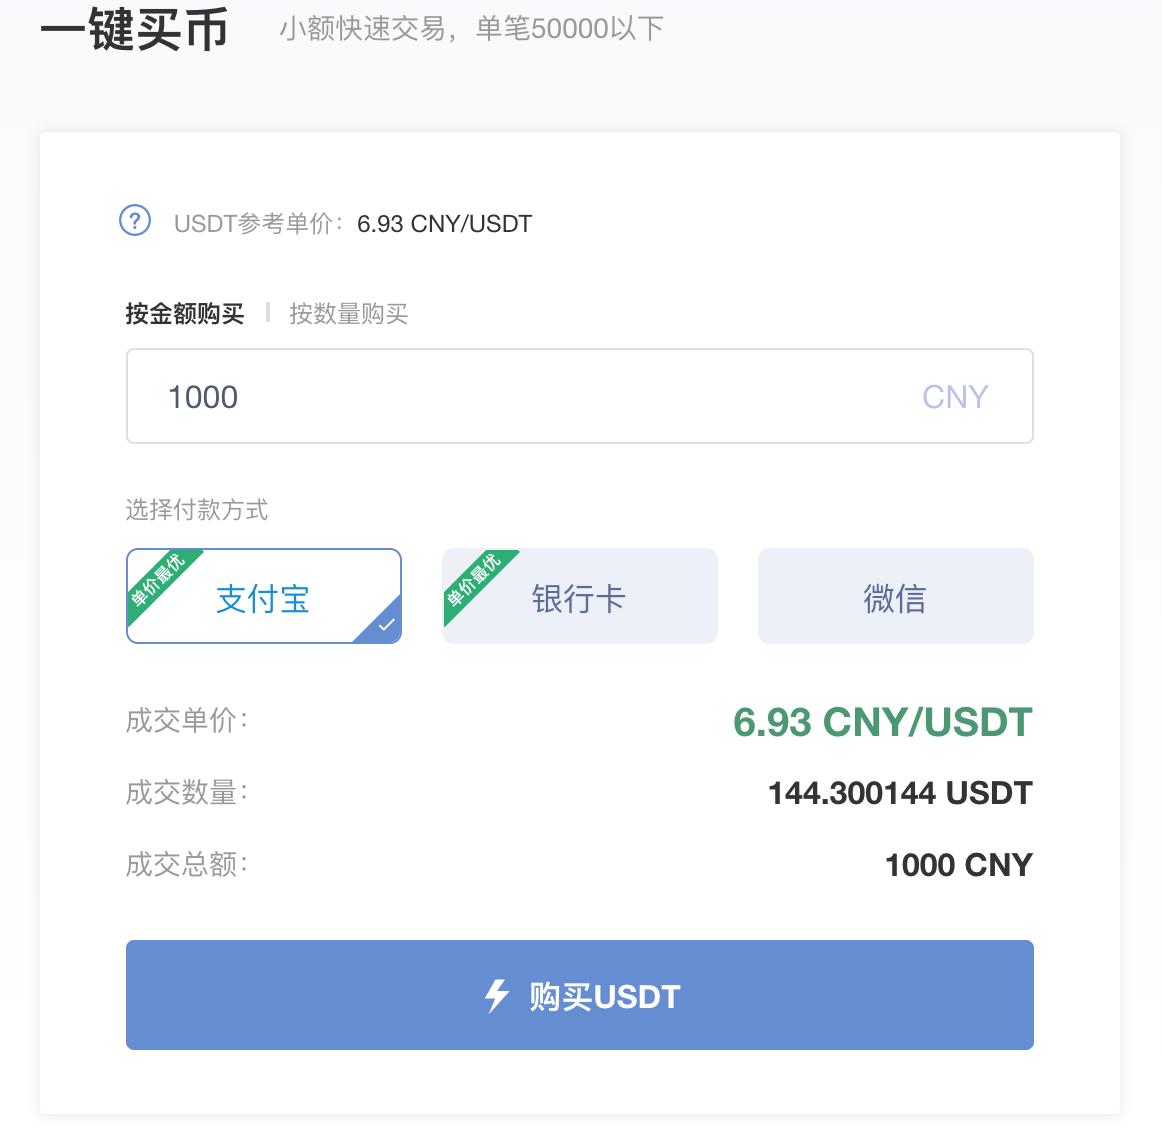 一键买币 小额快速交易，单笔50000以下
? USDT参考单价：6.93 CNY/USDT
按金额购买 按数量购买
1000 CNY
选择付款方式
单价最优 支付宝 单价最优 银行卡 微信
成交单价： 6.93 CNY/USDT
成交数量： 144.300144 USDT
成交总额： 1000 CNY
购买USDT